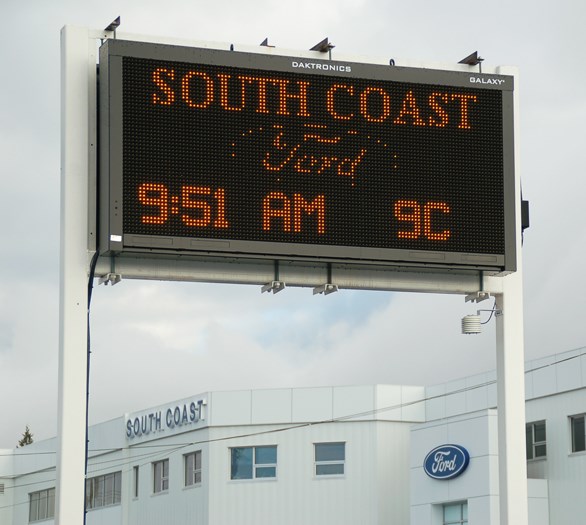 DAKTRONICS
GALAXY®
SOUTH COAST
Ford
9:51 AM 9C
SOUTH COAST
Ford